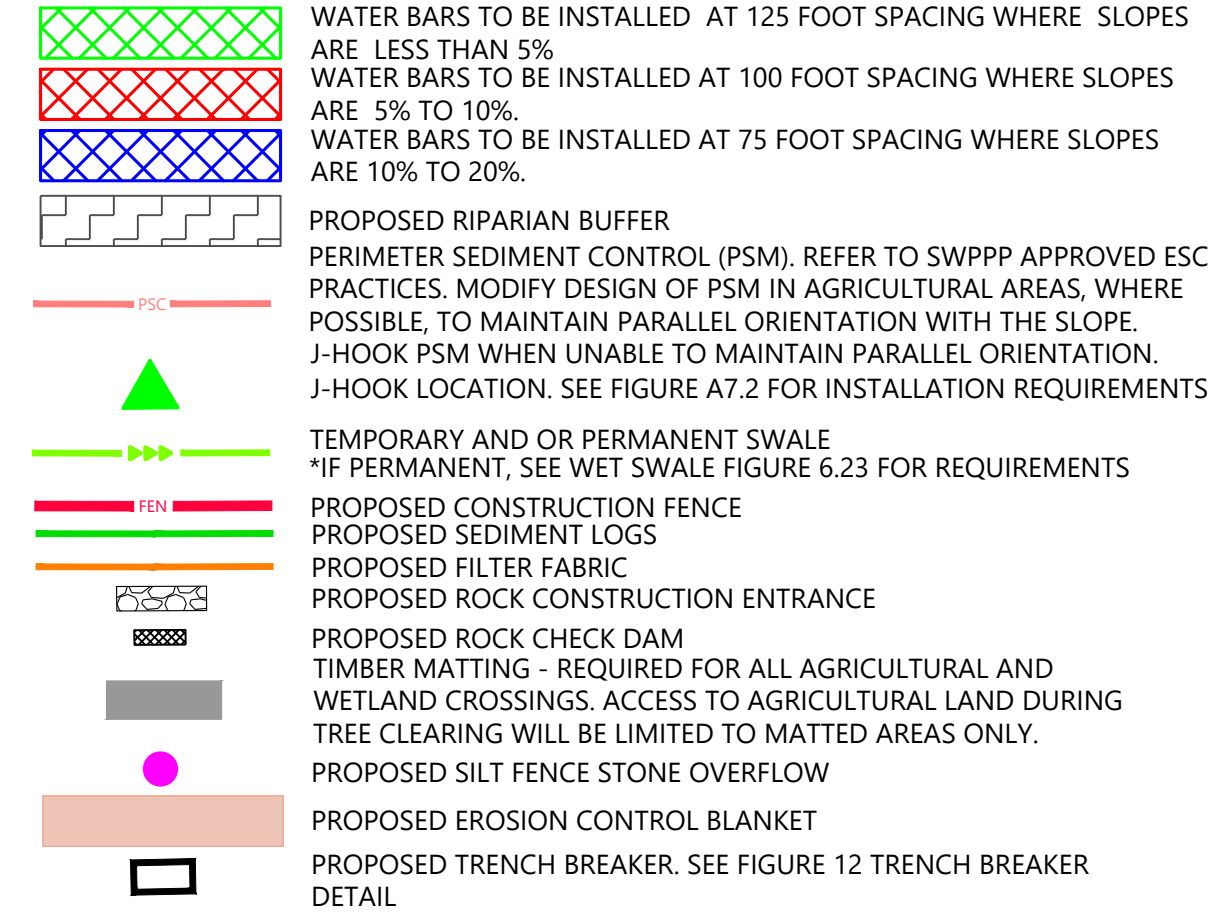 WATER BARS TO BE INSTALLED AT 125 FOOT SPACING WHERE SLOPES
ARE LESS THAN 5%
WATER BARS TO BE INSTALLED AT 100 FOOT SPACING WHERE SLOPES
ARE 5% TO 10%.
WATER BARS TO BE INSTALLED AT 75 FOOT SPACING WHERE SLOPES
ARE 10% TO 20%.
PROPOSED RIPARIAN BUFFER
PERIMETER SEDIMENT CONTROL (PSM). REFER TO SWPPP APPROVED ESC
PRACTICES. MODIFY DESIGN OF PSM IN AGRICULTURAL AREAS, WHERE
PSC
POSSIBLE, TO MAINTAIN PARALLEL ORIENTATION WITH THE SLOPE.
J-HOOK PSM WHEN UNABLE TO MAINTAIN PARALLEL ORIENTATION.
J-HOOK LOCATION. SEE FIGURE A7.2 FOR INSTALLATION REQUIREMENTS
TEMPORARY AND OR PERMANENT SWALE
*IF PERMANENT, SEE WET SWALE FIGURE 6.23 FOR REQUIREMENTS
FEN
PROPOSED CONSTRUCTION FENCE
PROPOSED SEDIMENT LOGS
PROPOSED FILTER FABRIC
PROPOSED ROCK CONSTRUCTION ENTRANCE
PROPOSED ROCK CHECK DAM
TIMBER MATTING - REQUIRED FOR ALL AGRICULTURAL AND
WETLAND CROSSINGS. ACCESS TO AGRICULTURAL LAND DURING
TREE CLEARING WILL BE LIMITED TO MATTED AREAS ONLY.
PROPOSED SILT FENCE STONE OVERFLOW
PROPOSED EROSION CONTROL BLANKET
PROPOSED TRENCH BREAKER. SEE FIGURE 12 TRENCH BREAKER
DETAIL